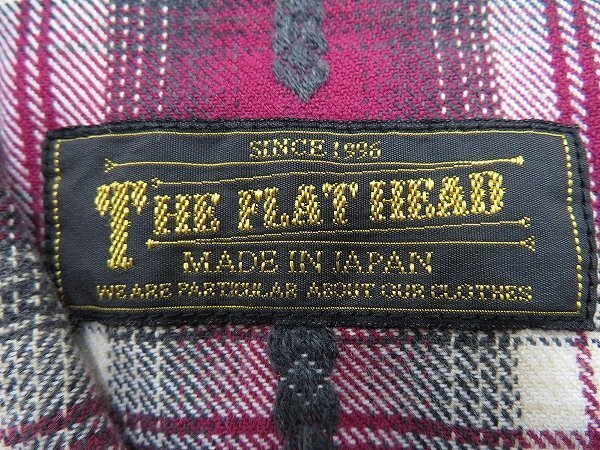 SINCE 1996
THE FLAT HEAD
MADE IN JAPAN
WE ARE PARTICULAR ABOUT OUR CLOTHES